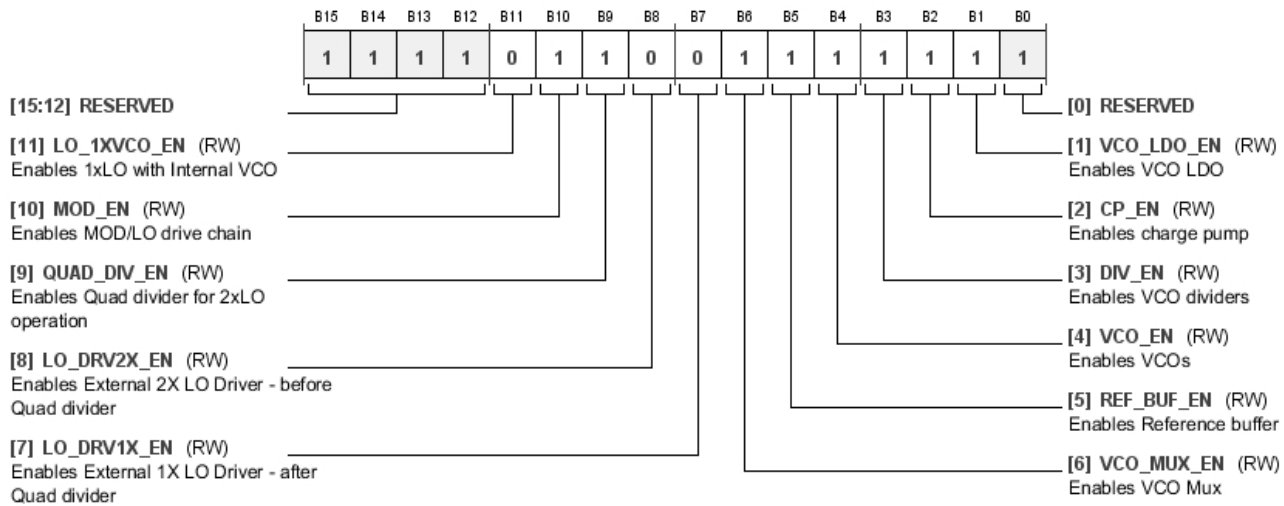 B15 B14 B13 B12 B11 B10 B9 B8 B7 B6 B5 B4 B3 B2 B1 B0
1 1 1 1 0 1 1 0 0 1 1 1 1 1 1 1
[15:12] RESERVED
[11] LO_1XVCO_EN (RW)
Enables 1xLO with Internal VCO
[10] MOD_EN (RW)
Enables MOD/LO drive chain
[9] QUAD_DIV_EN (RW)
Enables Quad divider for 2xLO
operation
[8] LO_DRV2X_EN (RW)
Enables External 2X LO Driver - before
Quad divider
[7] LO_DRV1X_EN (RW)
Enables External 1X LO Driver - after
Quad divider
[0] RESERVED
[1] VCO_LDO_EN (RW)
Enables VCO LDO
[2] CP_EN (RW)
Enables charge pump
[3] DIV_EN (RW)
Enables VCO dividers
[4] VCO_EN (RW)
Enables VCOs
[5] REF_BUF_EN (RW)
Enables Reference buffer
[6] VCO_MUX_EN (RW)
Enables VCO Mux